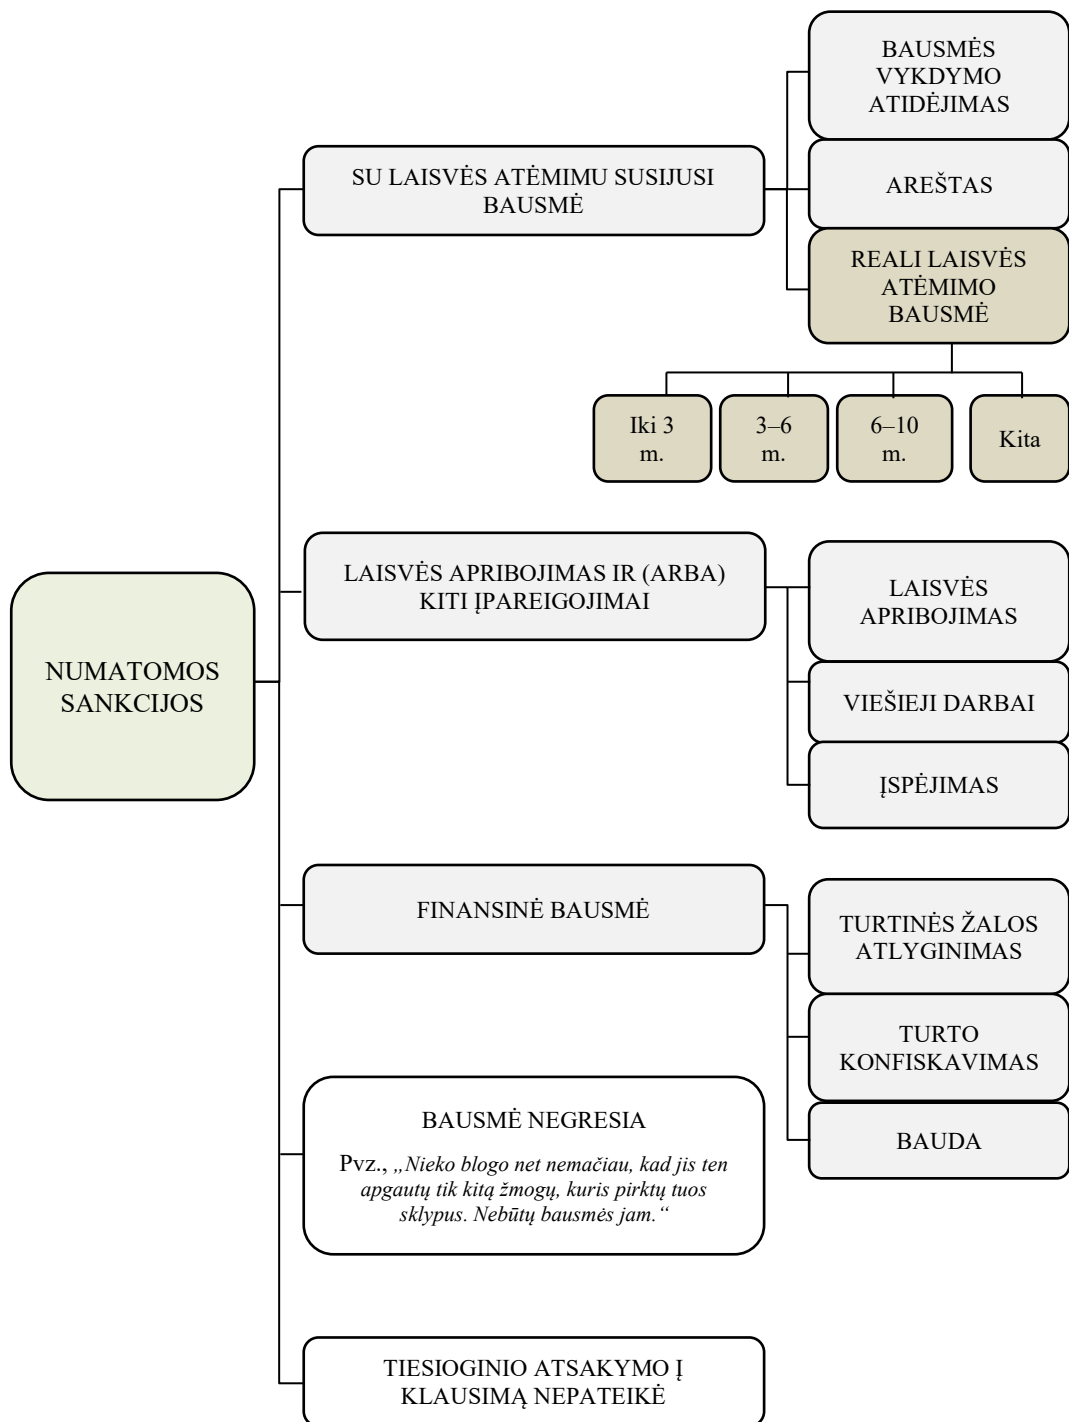 BAUSMĖS
VYKDYMO
ATIDĖJIMAS
SU LAISVĖS ATĖMIMU SUSIJUSI
BAUSMĖ
AREŠTAS
REALI LAISVĖS
ATĖMIMO
BAUSMĖ
Iki 3
m.
3–6
m.
6–10
m.
Kita
LAISVĖS APRIBOJIMAS IR (ARBA)
KITI ĮPAREIGOJIMAI
LAISVĖS
APRIBOJIMAS
VIEŠIEJI DARBAI
ĮSPĖJIMAS
NUMATOMOS
SANKCIJOS
FINANSINĖ BAUSMĖ
TURTINĖS ŽALOS
ATLYGINIMAS
TURTO
KONFISKAVIMAS
BAUDA
BAUSMĖ NEGRESIA
Pvz., „Nieko blogo net nemačiau, kad jis ten
apgautų tik kitą žmogų, kuris pirktų tuos
sklypus. Nebūtų bausmės jam.“
TIESIOGINIO ATSAKYMO Į
KLAUSIMĄ NEPATEIKĖ